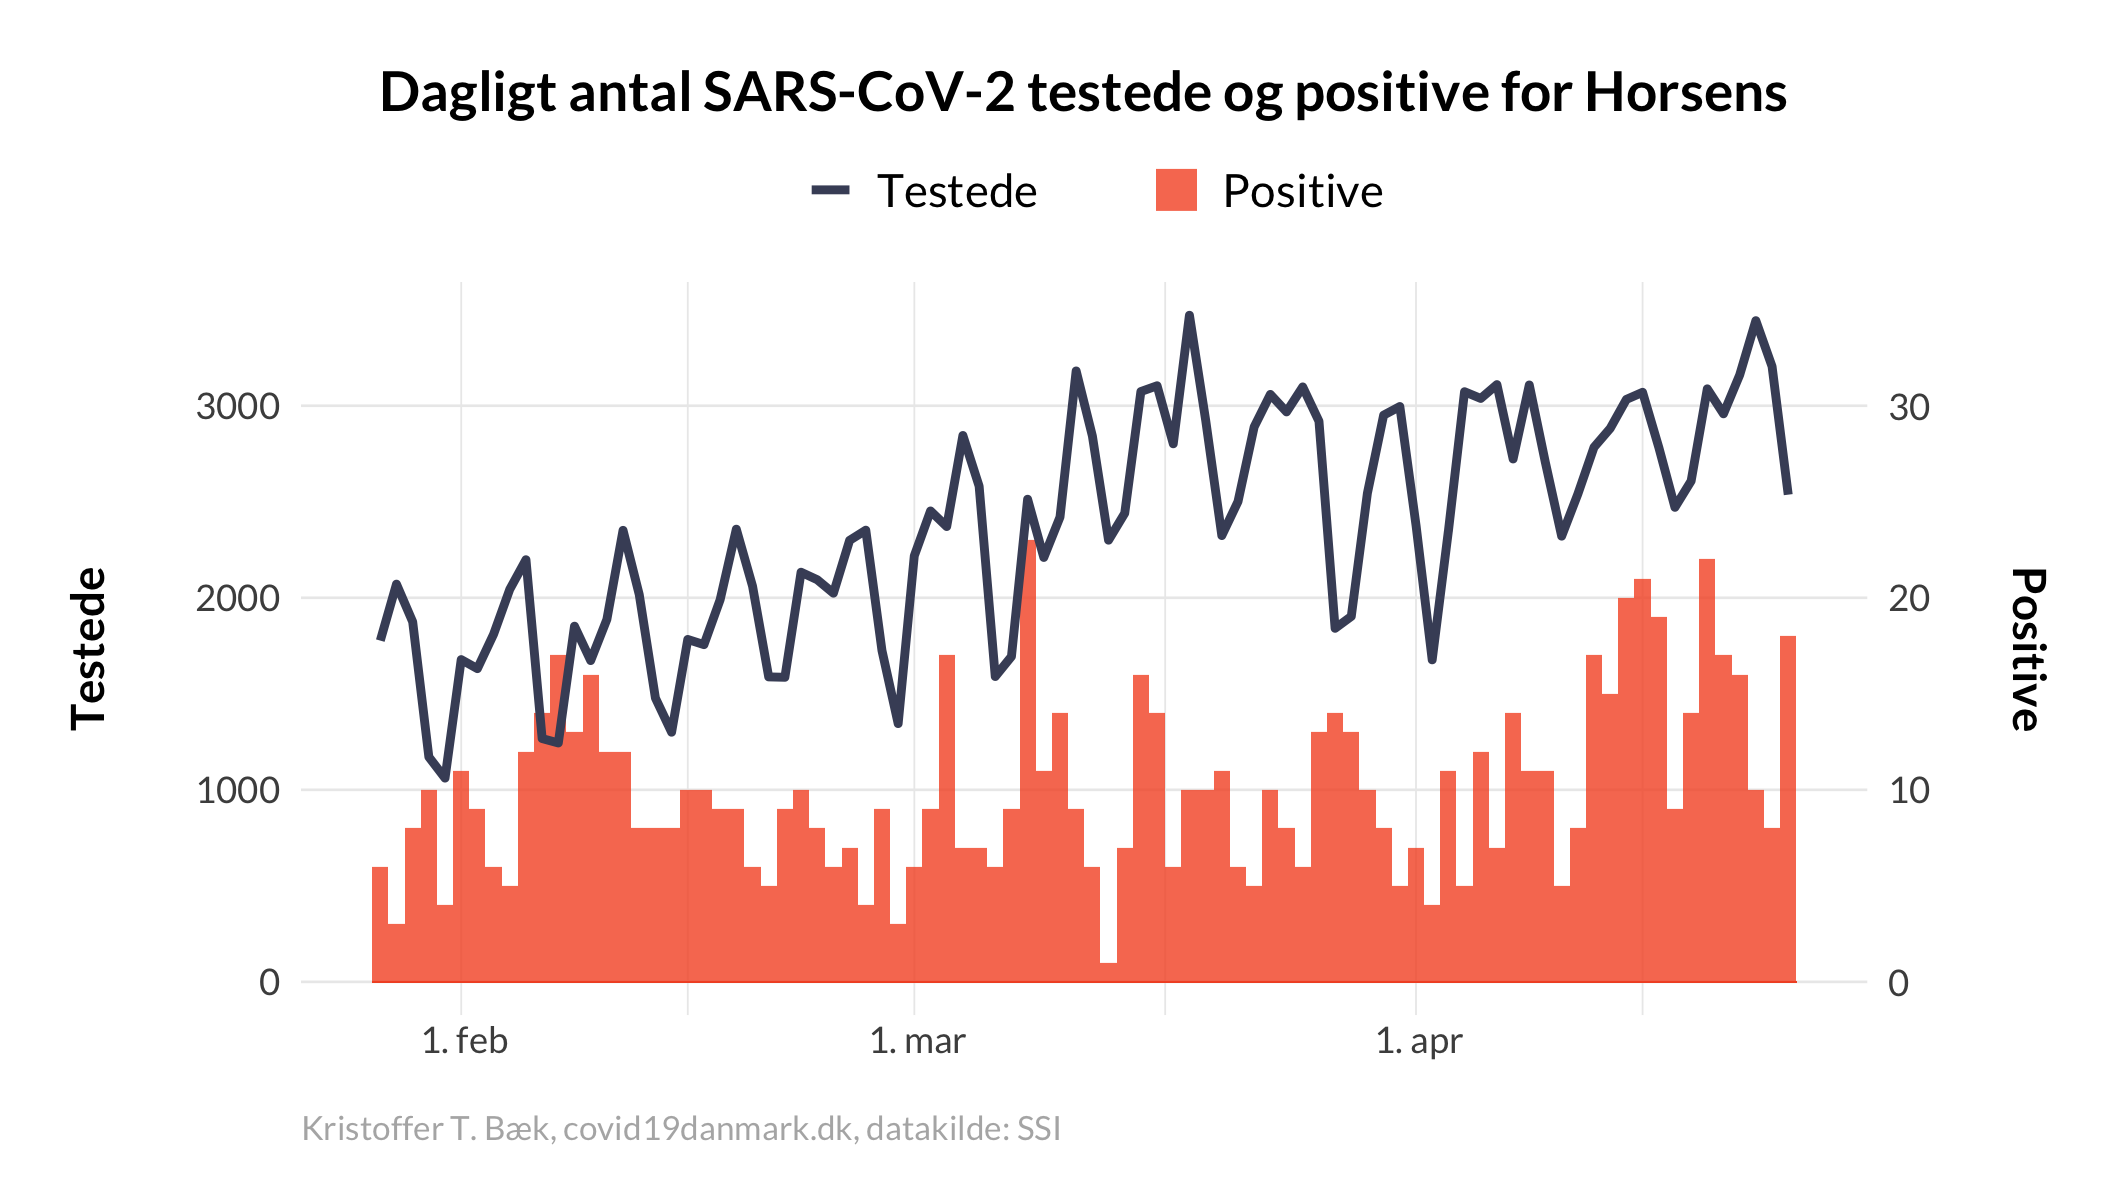 Dagligt antal SARS-CoV-2 testede og positive for Horsens
Testede
Positive
3000
2000
1000
0
Testede
30
20
10
0
Positive
1. feb
1. mar
1. apr
Kristoffer T. Bæk, covid19danmark.dk, datakilde: SSI